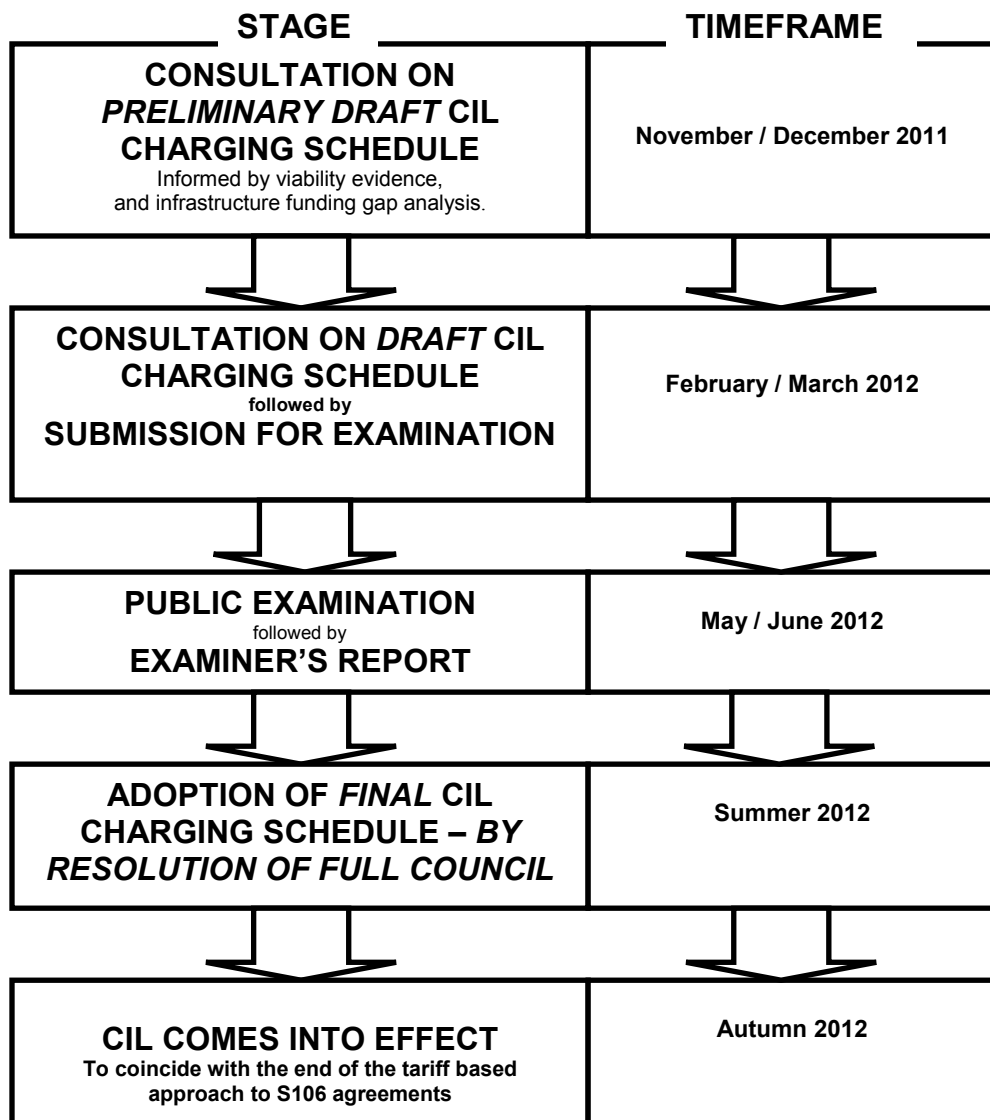 STAGE
TIMEFRAME
CONSULTATION ON
PRELIMINARY DRAFT CIL
CHARGING SCHEDULE
Informed by viability evidence,
and infrastructure funding gap analysis.
November / December 2011
CONSULTATION ON DRAFT CIL
CHARGING SCHEDULE
followed by
SUBMISSION FOR EXAMINATION
February / March 2012
PUBLIC EXAMINATION
followed by
EXAMINER'S REPORT
May / June 2012
ADOPTION OF FINAL CIL
CHARGING SCHEDULE – BY
RESOLUTION OF FULL COUNCIL
Summer 2012
CIL COMES INTO EFFECT
To coincide with the end of the tariff based
approach to S106 agreements
Autumn 2012